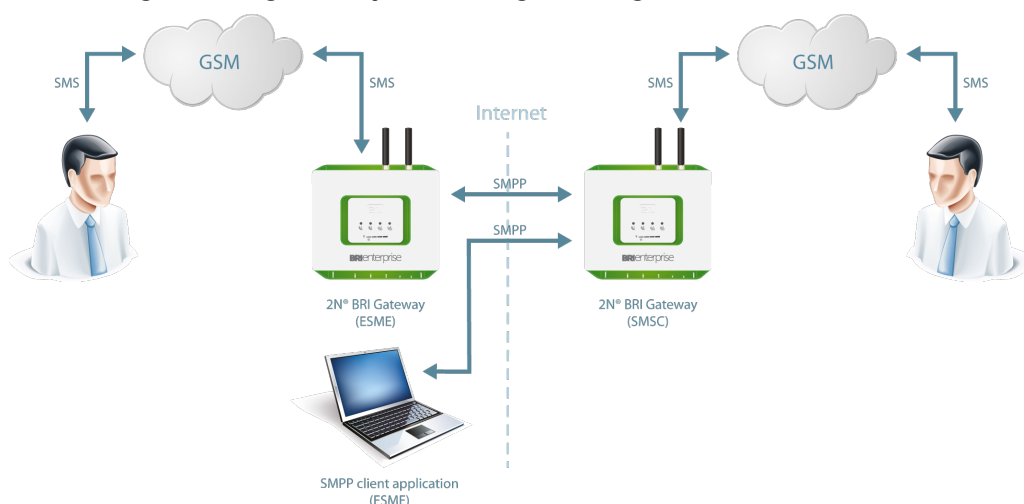 GSM
GSM
SMS
SMS
SMS
SMS
Internet
SMPP
SMPP
BRIenterprise
BRIenterprise
2N® BRI Gateway
(ESME)
2N® BRI Gateway
(SMSC)
SMPP client application
(ESME)